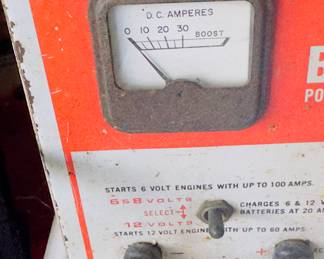 D.C. AMPERES
0 10 20 30 BOOST
B
PO
STARTS 6 VOLT ENGINES WITH UP TO 100 AMPS.
6&8 VOLTS
SELECT
CHARGES 6 & 12 V
BATTERIES AT 20 A
12 VOLTS
STARTS 12 VOLT ENGINES WITH UP TO 60 AMPS.
- +